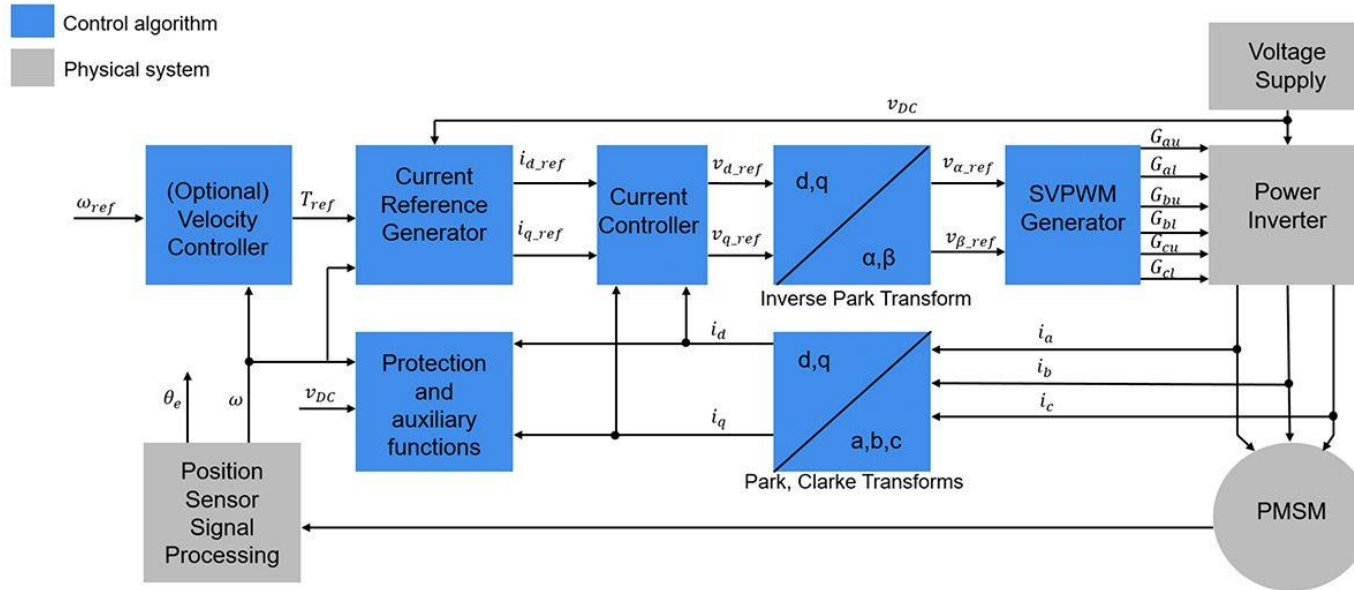 Control algorithm
Physical system
Voltage
Supply
v_DC
ω_ref
(Optional)
Velocity
Controller
T_ref
Current
Reference
Generator
i_d_ref
i_q_ref
Current
Controller
v_d_ref
v_q_ref
d,q
α,β
Inverse Park Transform
v_α_ref
v_β_ref
SVPWM
Generator
G_au
G_al
G_bu
G_bl
G_cu
G_cl
Power
Inverter
θ_e
ω
v_DC
Protection
and
auxiliary
functions
i_d
i_q
d,q
a,b,c
Park, Clarke Transforms
i_a
i_b
i_c
Position
Sensor
Signal
Processing
PMSM